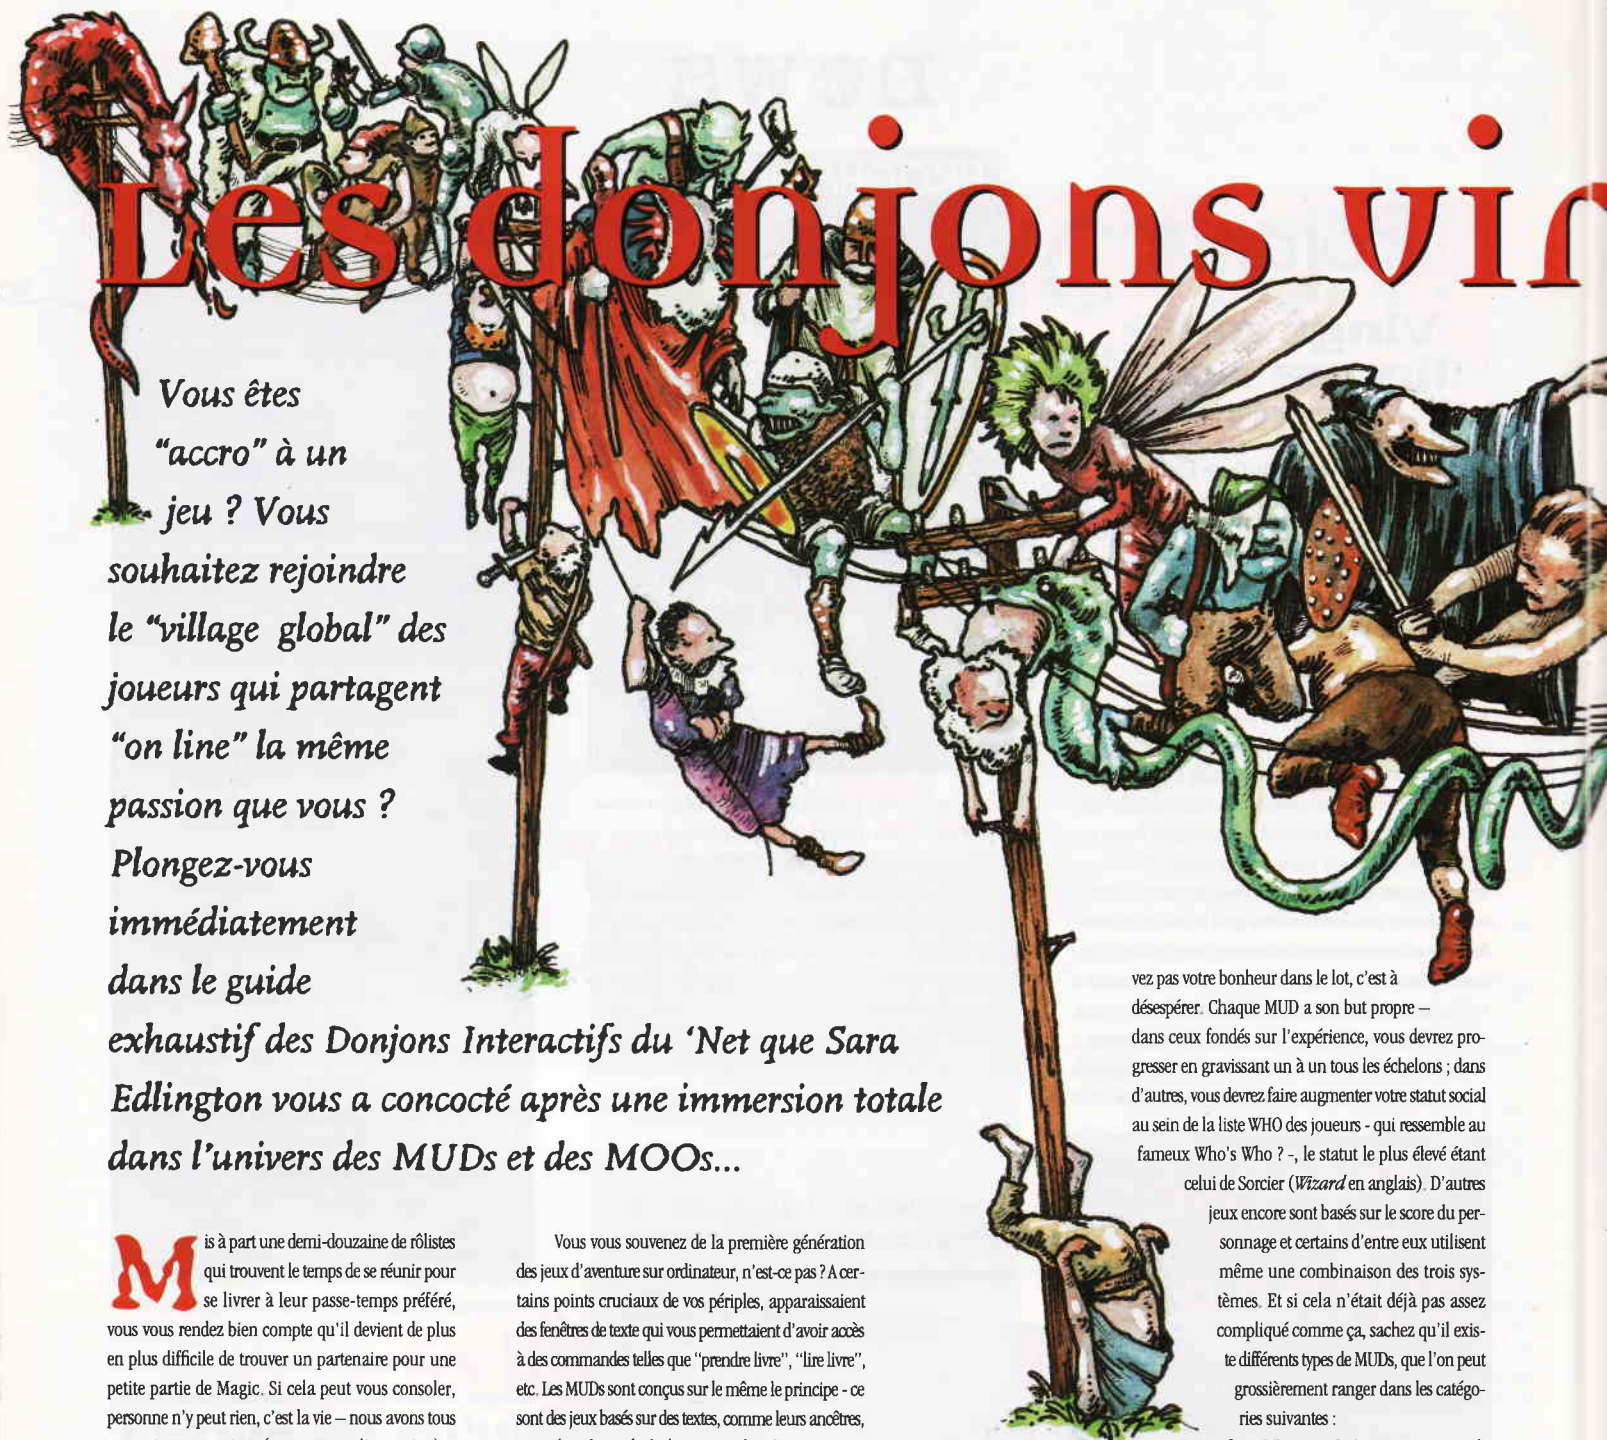 Les donjons vir
Vous êtes
"accro" à un
jeu ? Vous
souhaitez rejoindre
le "village global" des
joueurs qui partagent
"on line" la même
passion que vous ?
Plongez-vous
immédiatement
dans le guide
exhaustif des Donjons Interactifs du 'Net que Sara
Edlington vous a concocté après une immersion totale
dans l'univers des MUDs et des MOOs...
Mis à part une demi-douzaine de rôlistes
qui trouvent le temps de se réunir pour
se livrer à leur passe-temps préféré,
vous vous rendez bien compte qu'il devient de plus
en plus difficile de trouver un partenaire pour une
petite partie de Magic. Si cela peut vous consoler,
personne n'y peut rien, c'est la vie – nous avons tous
Vous vous souvenez de la première génération
des jeux d'aventure sur ordinateur, n'est-ce pas ? A cer-
tains points cruciaux de vos périples, apparaissaient
des fenêtres de texte qui vous permettaient d'avoir accès
à des commandes telles que "prendre livre", "lire livre",
etc. Les MUDs sont conçus sur le même le principe - ce
sont des jeux basés sur des textes, comme leurs ancêtres,
vez pas votre bonheur dans le lot, c'est à
désespérer. Chaque MUD a son but propre –
dans ceux fondés sur l'expérience, vous devrez pro-
gresser en gravissant un à un tous les échelons ; dans
d'autres, vous devrez faire augmenter votre statut social
au sein de la liste WHO des joueurs - qui ressemble au
fameux Who's Who ? -, le statut le plus élevé étant
celui de Sorcier (Wizard en anglais). D'autres
jeux encore sont basés sur le score du per-
sonnage et certains d'entre eux utilisent
même une combinaison des trois sys-
tèmes. Et si cela n'était déjà pas assez
compliqué comme ça, sachez qu'il exis-
te différents types de MUDs, que l'on peut
grossièrement ranger dans les catégo-
ries suivantes :